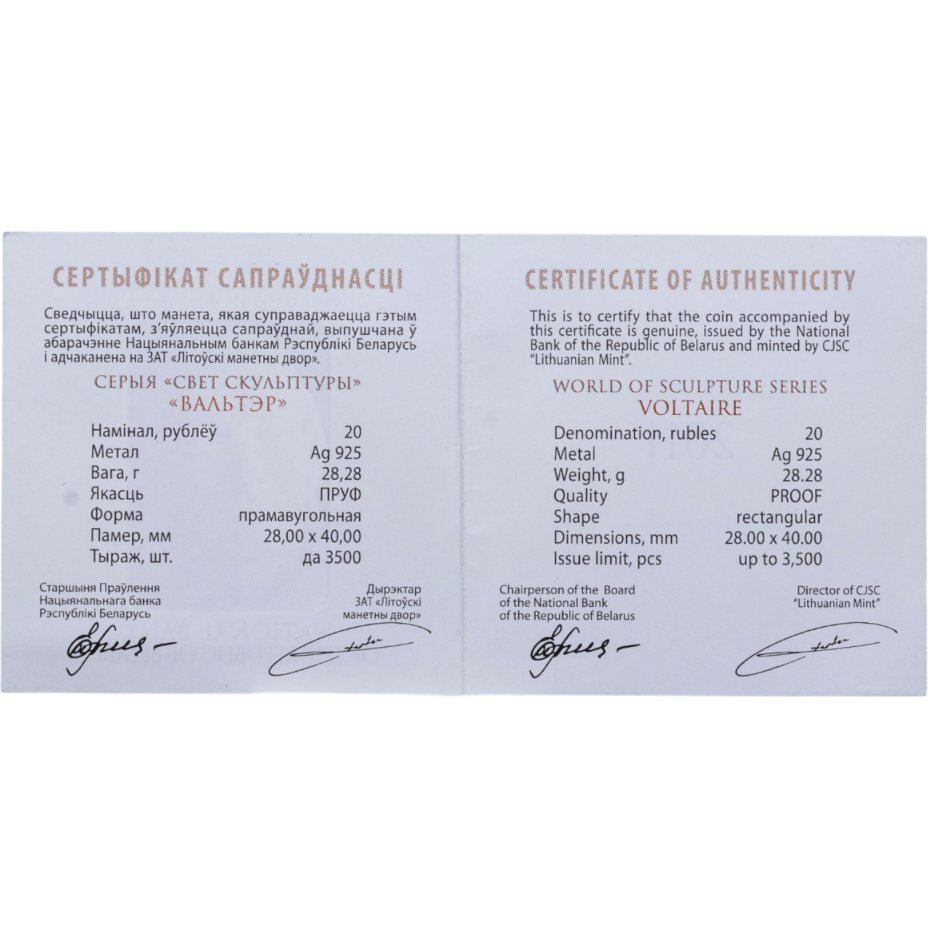 СЕРТЫФІКАТ САПРАЎДНАСЦІ
Сведчыцца, што манета, якая суправаджаецца гэтым
сертыфікатам, з’яўляецца сапраўднай, выпушчана ў
абарачэнне Нацыянальным банкам Рэспублікі Беларусь
і адчаканена на ЗАТ «Літоўскі манетны двор».
СЕРЫЯ «СВЕТ СКУЛЬПТУРЫ»
«ВАЛЬТЭР»
Намінал, рублёў 20
Метал Ag 925
Вага, г 28,28
Якасць ПРУФ
Форма прамавугольная
Памер, мм 28,00 х 40,00
Тыраж, шт. да 3500
Старшыня Праўлення
Нацыянальнага банка
Рэспублікі Беларусь
Дырэктар
ЗАТ «Літоўскі
манетны двор»
CERTIFICATE OF AUTHENTICITY
This is to certify that the coin accompanied by
this certificate is genuine, issued by the National
Bank of the Republic of Belarus and minted by CJSC
“Lithuanian Mint”.
WORLD OF SCULPTURE SERIES
VOLTAIRE
Denomination, rubles 20
Metal Ag 925
Weight, g 28.28
Quality PROOF
Shape rectangular
Dimensions, mm 28.00 x 40.00
Issue limit, pcs up to 3,500
Chairperson of the Board
of the National Bank
of the Republic of Belarus
Director of CJSC
“Lithuanian Mint”